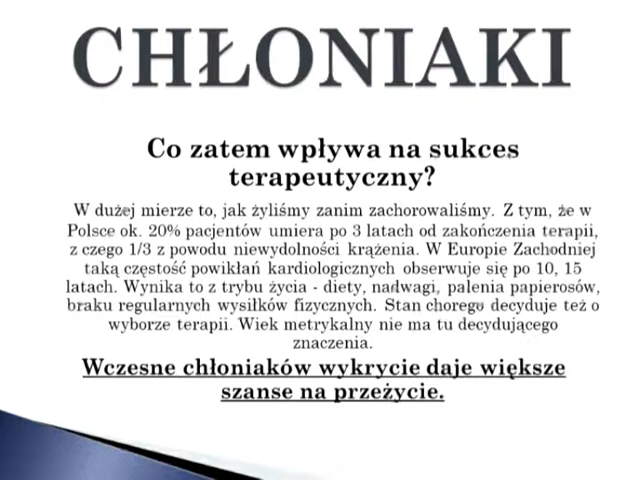 CHŁONIAKI
Co zatem wpływa na sukces
terapeutyczny?
W dużej mierze to, jak żyliśmy zanim zachorowaliśmy. Z tym, że w
Polsce ok. 20% pacjentów umiera po 3 latach od zakończenia terapii,
z czego 1/3 z powodu niewydolności krążenia. W Europie Zachodniej
taką częstość powikłań kardiologicznych obserwuje się po 10, 15
latach. Wynika to z trybu życia - diety, nadwagi, palenia papierosów,
braku regularnych wysiłków fizycznych. Stan chorego decyduje też o
wyborze terapii. Wiek metrykalny nie ma tu decydującego
znaczenia.
Wczesne chłoniaków wykrycie daje większe
szanse na przeżycie.